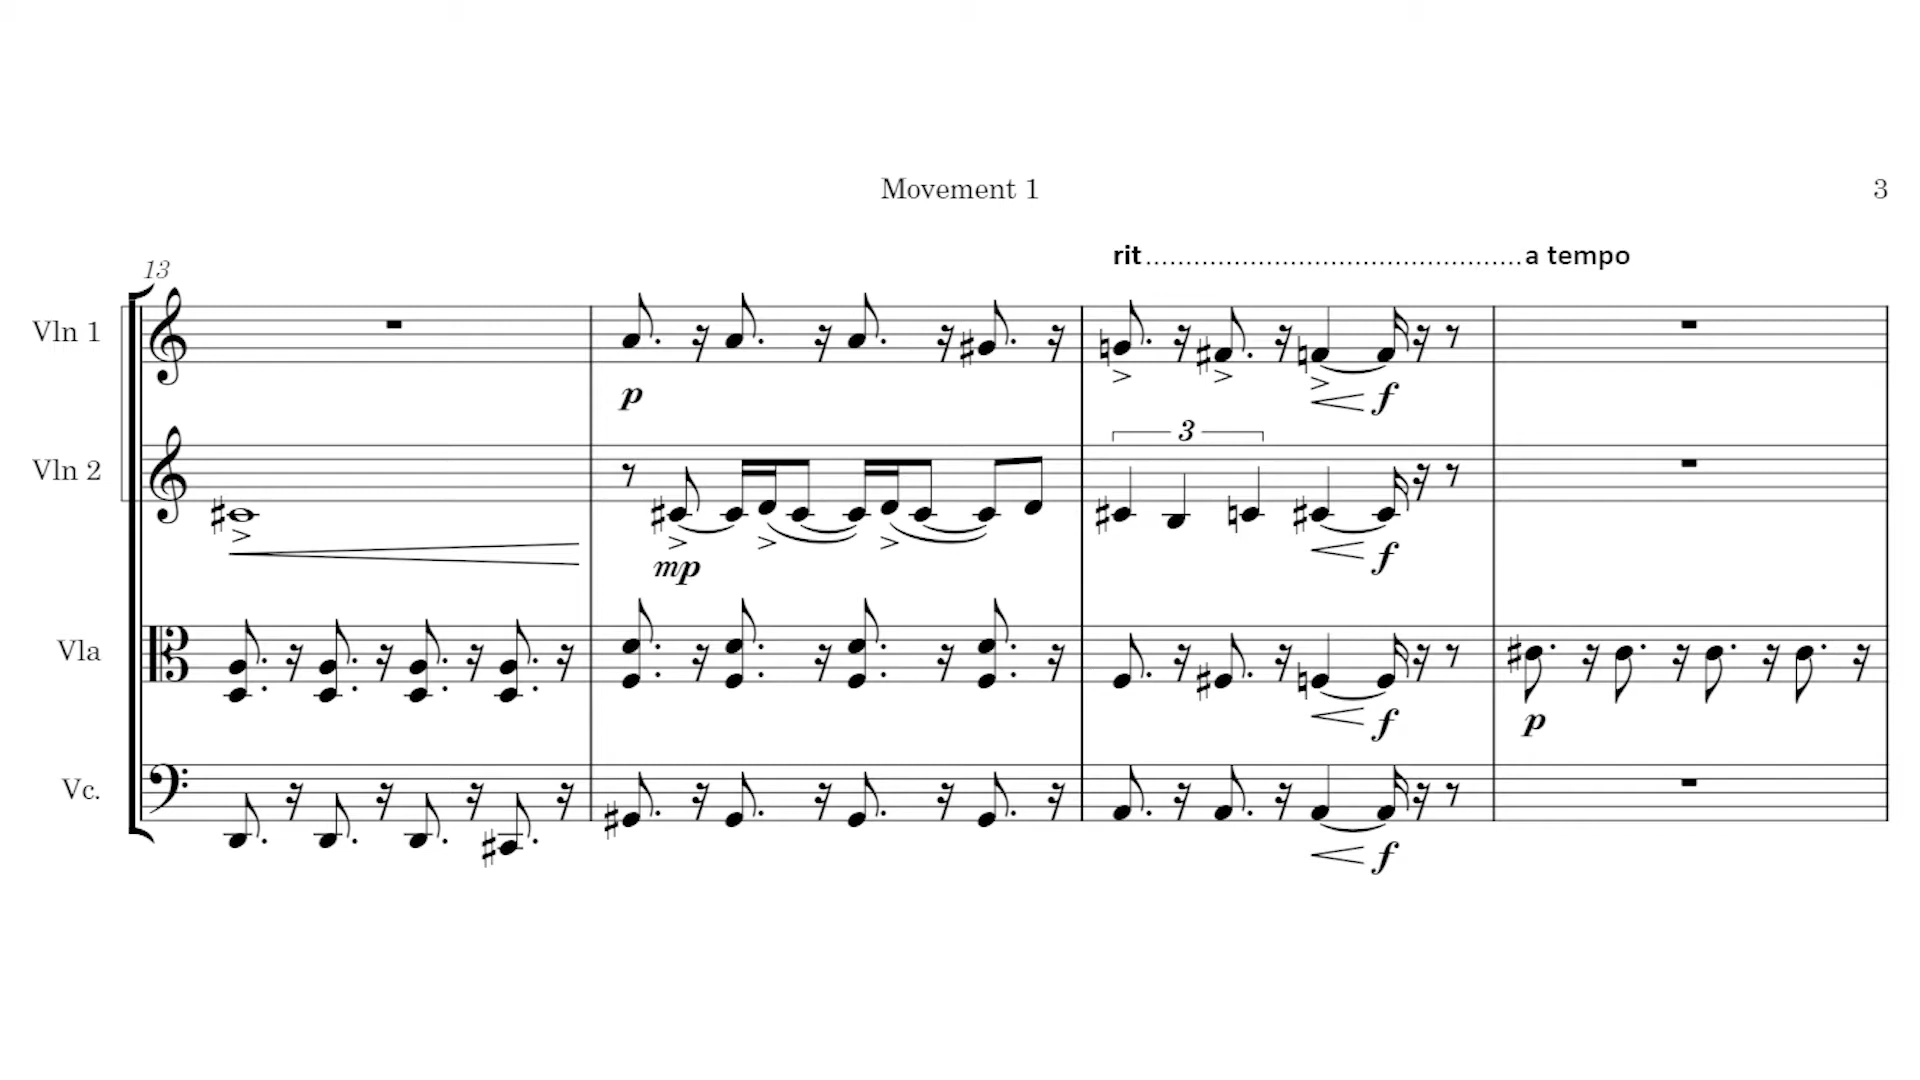 Movement 1
3
rit............................................a tempo
13
Vln 1
p
f
3
Vln 2
mp
f
Vla
f
p
Vc.
f